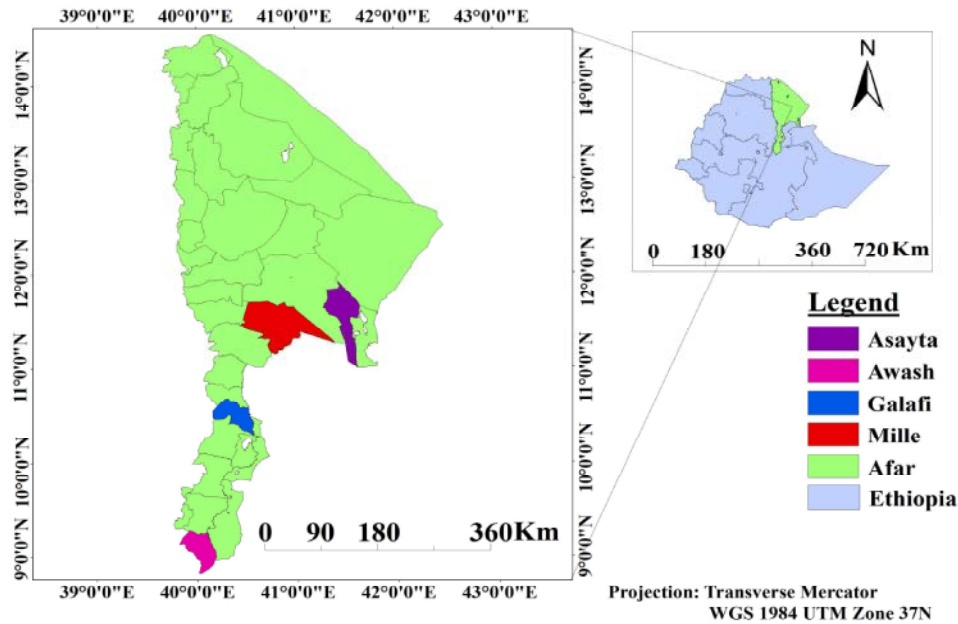 39°0'0"E 40°0'0"E 41°0'0"E 42°0'0"E 43°0'0"E
14°0'0"N
13°0'0"N
12°0'0"N
11°0'0"N
10°0'0"N
9°0'0"N
14°0'0"N
13°0'0"N
12°0'0"N
11°0'0"N
10°0'0"N
9°0'0"N
0 90 180 360Km
39°0'0"E 40°0'0"E 41°0'0"E 42°0'0"E 43°0'0"E
N
0 180 360 720 Km
Legend
Asayta
Awash
Galafi
Mille
Afar
Ethiopia
Projection: Transverse Mercator
WGS 1984 UTM Zone 37N